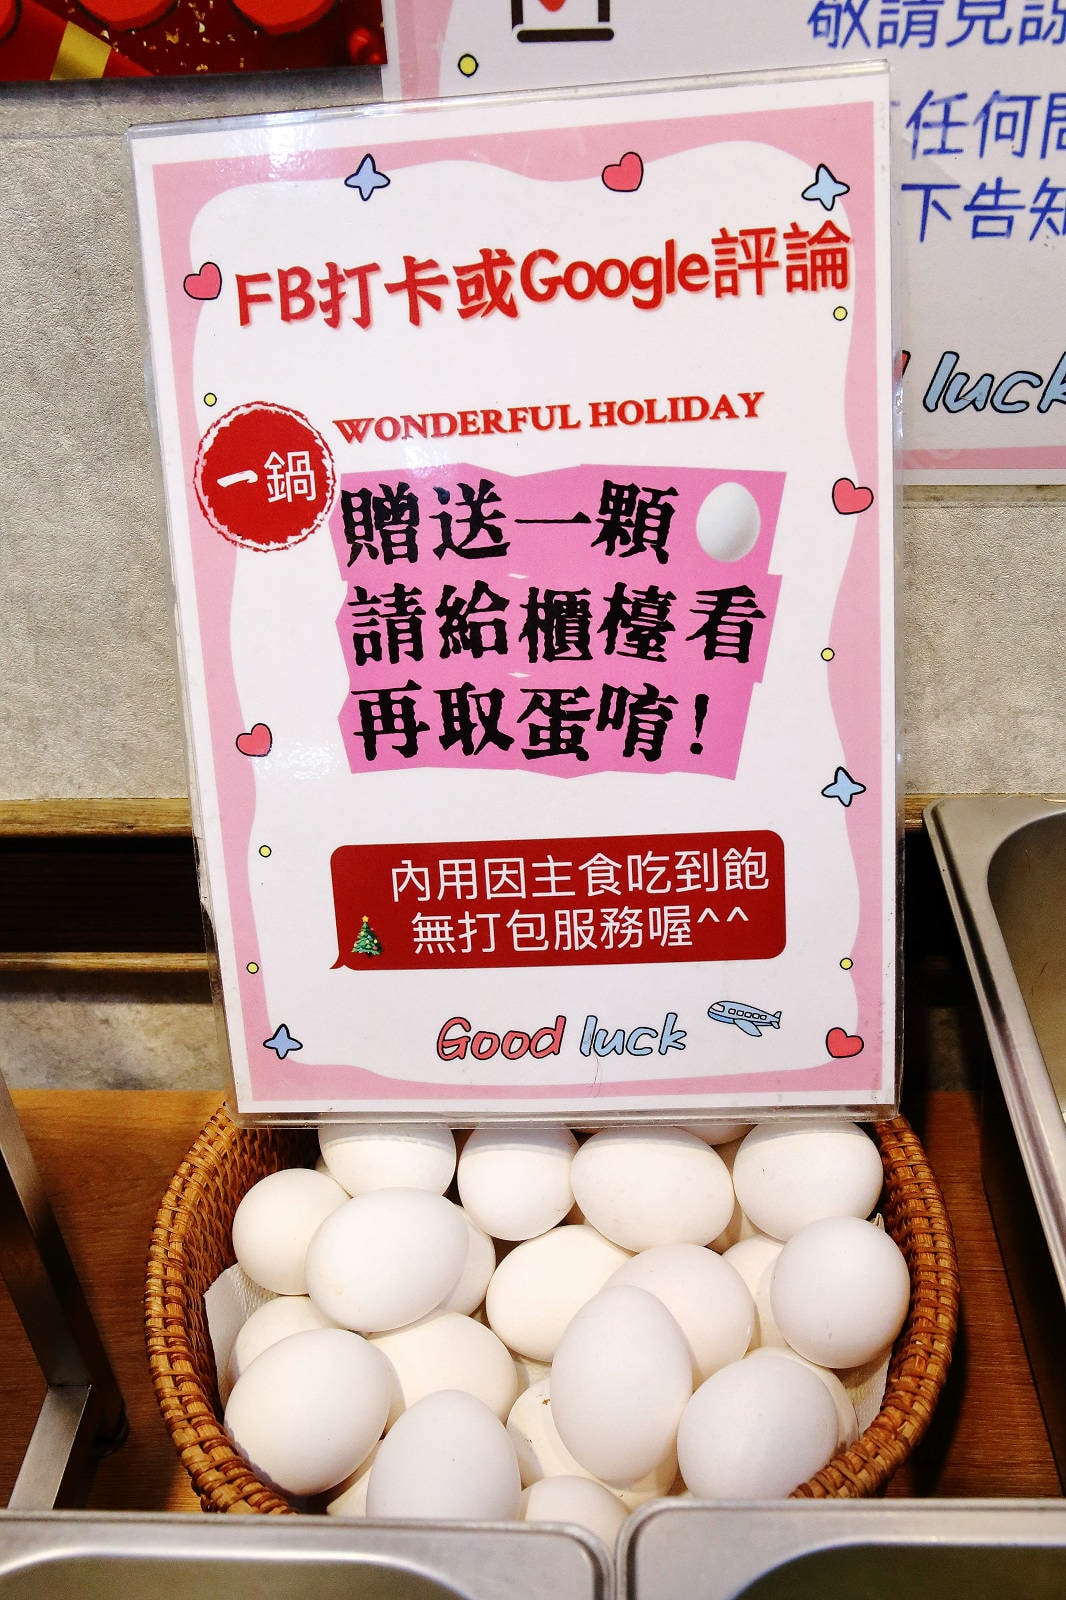 敬請見諒
任何問
下告知
luck
FB打卡或Google評論
WONDERFUL HOLIDAY
一鍋
贈送一顆
請給櫃檯看
再取蛋唷!
內用因主食吃到飽
無打包服務喔^^
Good luck